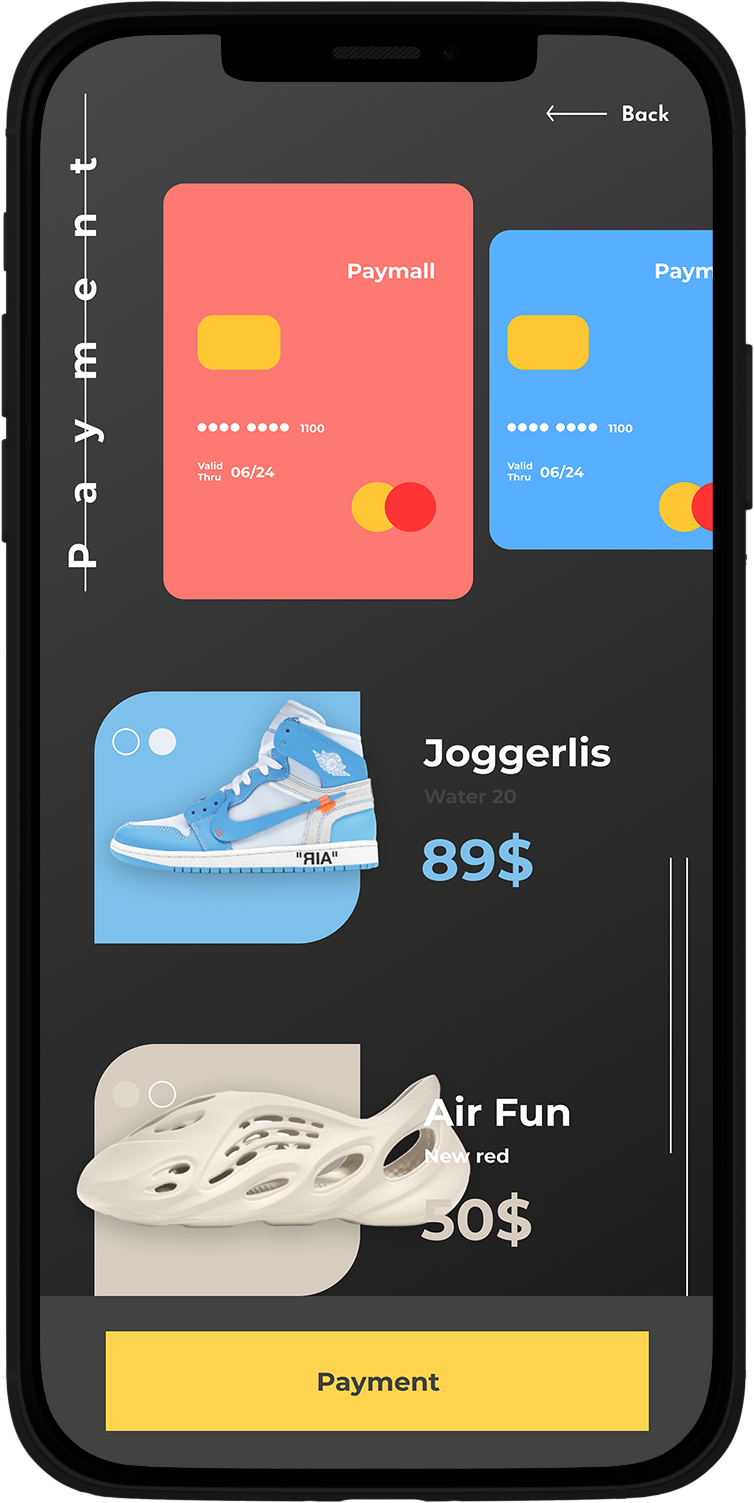 Back
Payment
Paymall
1100
Valid
Thru
06/24
Paym
1100
Valid
Thru
06/24
"ЯIA"
Joggerlis
Water 20
89$
Air Fun
New red
50$
Payment